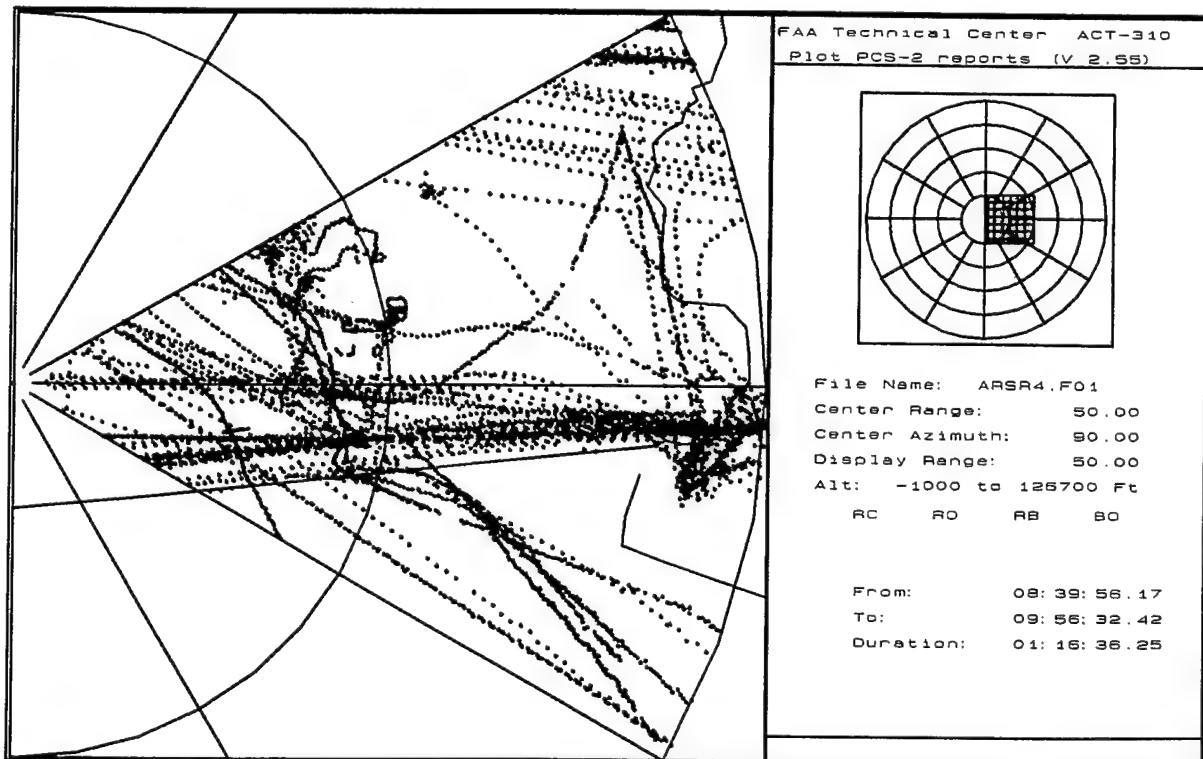 FAA Technical Center ACT-310
Plot PCS-2 reports (V 2.55)
File Name: ARSR4.F01
Center Range: 50.00
Center Azimuth: 90.00
Display Range: 50.00
Alt: -1000 to 126700 Ft
RC RO RB BO
From: 08:39:56.17
To: 09:56:32.42
Duration: 01:16:36.25